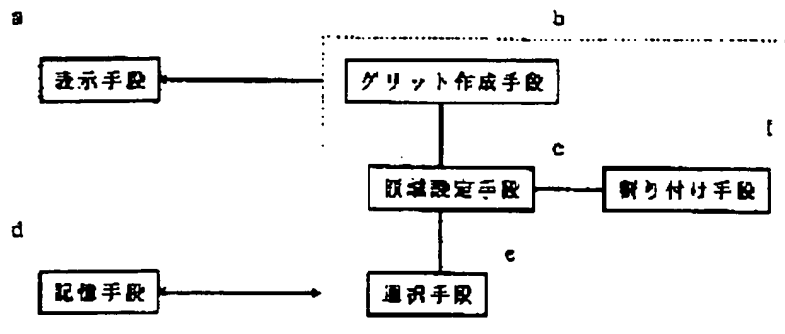 a
b
表示手段
グリット作成手段
f
c
領域設定手段
割り付け手段
d
e
記憶手段
選択手段